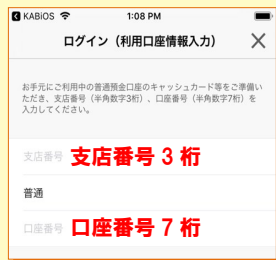 KABiOS 1:08 PM
ログイン（利用口座情報入力） ×
お手元にご利用中の普通預金口座のキャッシュカード等をご準備い
ただき、支店番号（半角数字3桁）、口座番号（半角数字7桁）を
入力してください。
支店番号 支店番号 3 桁
普通
口座番号 口座番号 7 桁